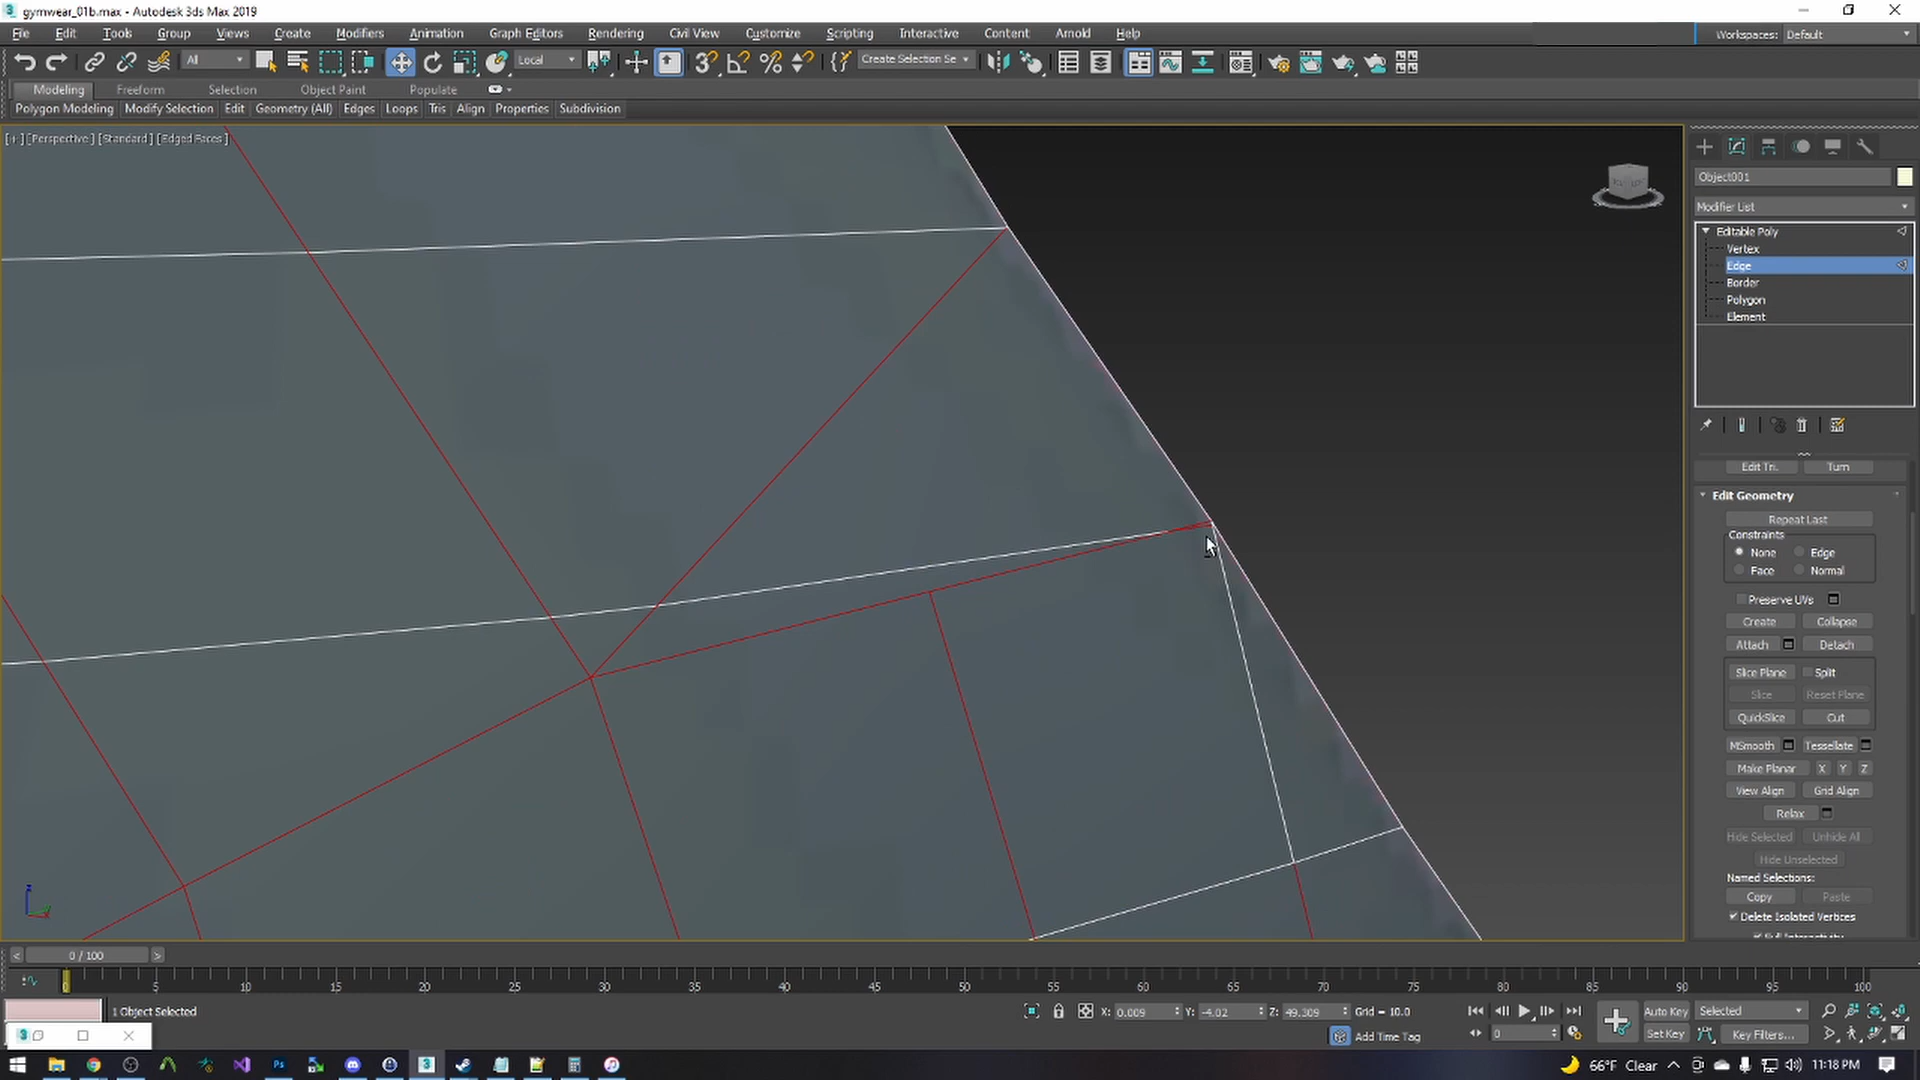 gymwear_01b.max - Autodesk 3ds Max 2019
File Edit Tools Group Views Create Modifiers Animation Graph Editors Rendering Civil View Customize Scripting Interactive Content Arnold Help
Workspaces: Default
All Local Create Selection Se
Modeling Freeform Selection Object Paint Populate
Polygon Modeling Modify Selection Edit Geometry (All) Edges Loops Tris Align Properties Subdivision
[+] [Perspective] [Standard] [Edged Faces]
Object001
Modifier List
Editable Poly
Vertex
Edge
Border
Polygon
Element
Edit Tri. Turn
Edit Geometry
Repeat Last
Constraints
None Edge
Face Normal
Preserve UVs
Create Collapse
Attach Detach
Slice Plane Split
Slice Reset Plane
QuickSlice Cut
MSmooth Tessellate
Make Planar X Y Z
View Align Grid Align
Relax
Hide Selected Unhide All
Hide Unselected
Named Selections:
Copy Paste
Delete Isolated Vertices
Full Interactivity
0 / 100
0 5 10 15 20 25 30 35 40 45 50 55 60 65 70 75 80 85 90 95 100
1 Object Selected
X: 0.009 Y: -4.02 Z: 49.309 Grid = 10.0
Auto Key Selected
Add Time Tag
0
Set Key Key Filters...
66°F Clear 11:18 PM